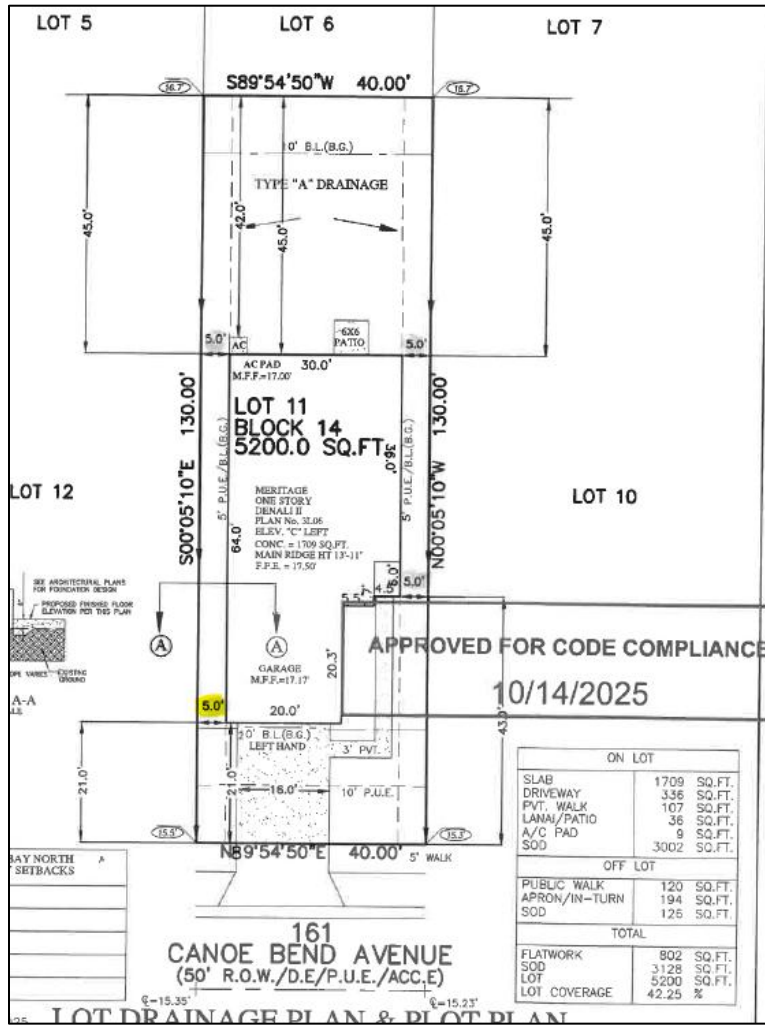 LOT 5
LOT 6
LOT 7
S89°54'50"W 40.00'
16.7'
16.7'
10' B.L.(B.G.)
TYPE "A" DRAINAGE
45.0'
42.0'
45.0'
45.0'
5.0'
AC
6X6
PATIO
5.0'
AC PAD
M.F.F.=17.00'
30.0'
S00°05'10"E 130.00'
N00°05'10"W 130.00'
LOT 11
BLOCK 14
5200.0 SQ.FT.
5' P.U.E./B.L.(B.G.)
36.0'
5' P.U.E./B.L.(B.G.)
LOT 12
LOT 10
MERITAGE
ONE STORY
DENALI II
PLAN No. 3L06
ELEV. "C" LEFT
CONC. = 1709 SQ.FT.
MAIN RIDGE HT 13'-11"
F.F.E. = 17.50'
64.0'
6.0'
4.5'
5.5'
.7'
5.0'
SEE ARCHITECTURAL PLANS
FOR FOUNDATION DESIGN
PROPOSED FINISHED FLOOR
ELEVATION PER THIS PLAN
OPE VARIES
EXISTING
GROUND
A-A
A
A
APPROVED FOR CODE COMPLIANCE
10/14/2025
GARAGE
M.F.F.=17.17'
20.3'
5.0'
20.0'
43.0'
20' B.L.(B.G.)
LEFT HAND
3' PVT.
21.0'
21.0'
16.0'
10' P.U.E.
15.5'
15.3'
N89°54'50"E 40.00'
5' WALK
ON LOT
SLAB 1709 SQ.FT.
DRIVEWAY 336 SQ.FT.
PVT. WALK 107 SQ.FT.
LANAI/PATIO 36 SQ.FT.
A/C PAD 9 SQ.FT.
SOD 3002 SQ.FT.
OFF LOT
PUBLIC WALK 120 SQ.FT.
APRON/IN-TURN 194 SQ.FT.
SOD 126 SQ.FT.
TOTAL
FLATWORK 802 SQ.FT.
SOD 3128 SQ.FT.
LOT 5200 SQ.FT.
LOT COVERAGE 42.25 %
BAY NORTH
SETBACKS
161
CANOE BEND AVENUE
(50' R.O.W./D.E/P.U.E./ACC.E)
℄=15.35'
℄=15.23'
LOT DRAINAGE PLAN & PLOT PLAN